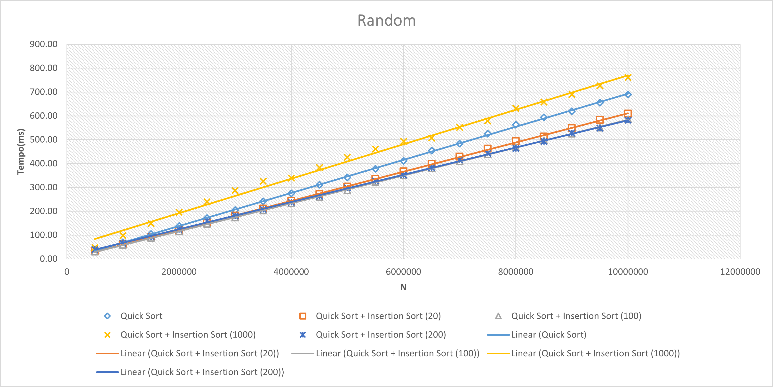 Random
900.00
800.00
700.00
600.00
500.00
400.00
300.00
200.00
100.00
0.00
Tempo(ms)
0 2000000 4000000 6000000 8000000 10000000 12000000
N
Quick Sort Quick Sort + Insertion Sort (20) Quick Sort + Insertion Sort (100)
Quick Sort + Insertion Sort (1000) Quick Sort + Insertion Sort (200) Linear (Quick Sort)
Linear (Quick Sort + Insertion Sort (20)) Linear (Quick Sort + Insertion Sort (100)) Linear (Quick Sort + Insertion Sort (1000))
Linear (Quick Sort + Insertion Sort (200))